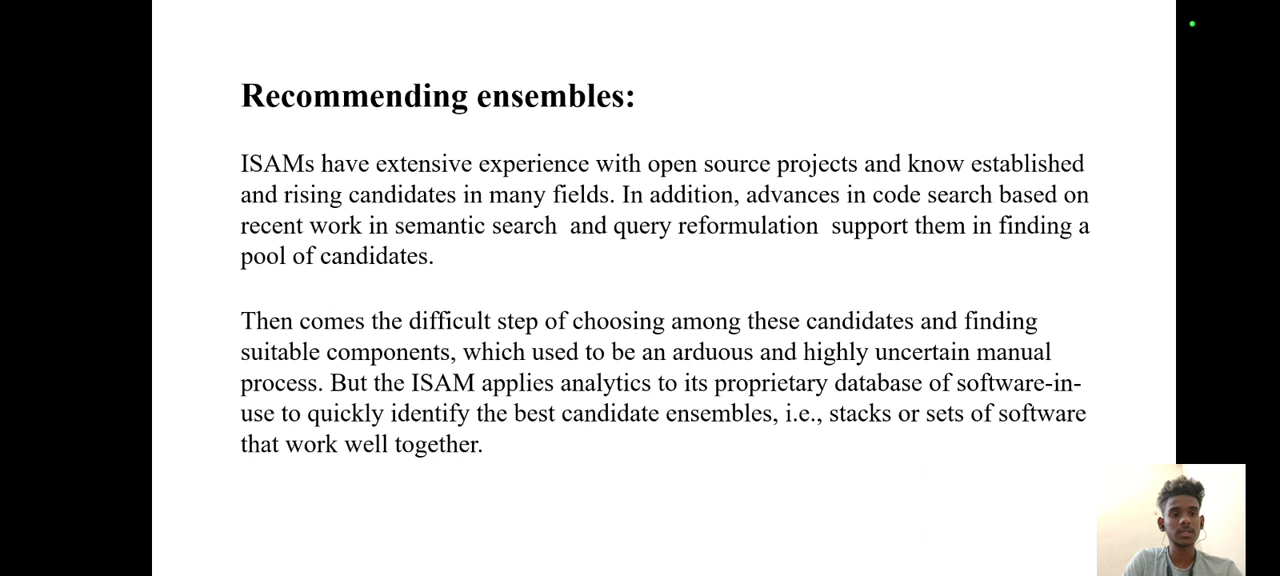 Recommending ensembles:
ISAMs have extensive experience with open source projects and know established
and rising candidates in many fields. In addition, advances in code search based on
recent work in semantic search  and query reformulation  support them in finding a
pool of candidates.
Then comes the difficult step of choosing among these candidates and finding
suitable components, which used to be an arduous and highly uncertain manual
process. But the ISAM applies analytics to its proprietary database of software-in-
use to quickly identify the best candidate ensembles, i.e., stacks or sets of software
that work well together.